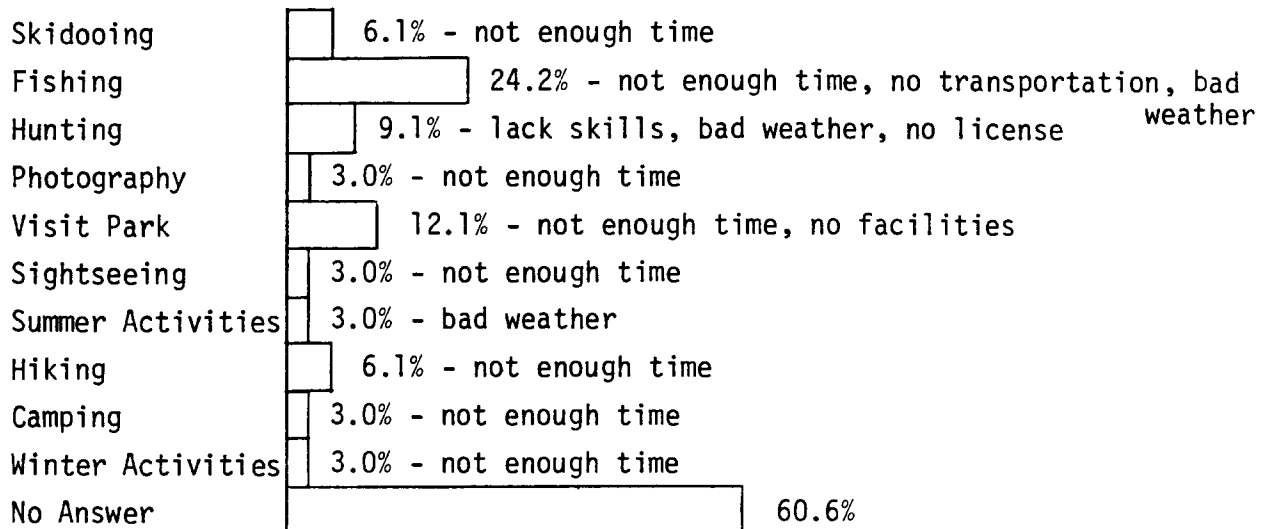 Skidooing 6.1% - not enough time
Fishing 24.2% - not enough time, no transportation, bad weather
Hunting 9.1% - lack skills, bad weather, no license
Photography 3.0% - not enough time
Visit Park 12.1% - not enough time, no facilities
Sightseeing 3.0% - not enough time
Summer Activities 3.0% - bad weather
Hiking 6.1% - not enough time
Camping 3.0% - not enough time
Winter Activities 3.0% - not enough time
No Answer 60.6%